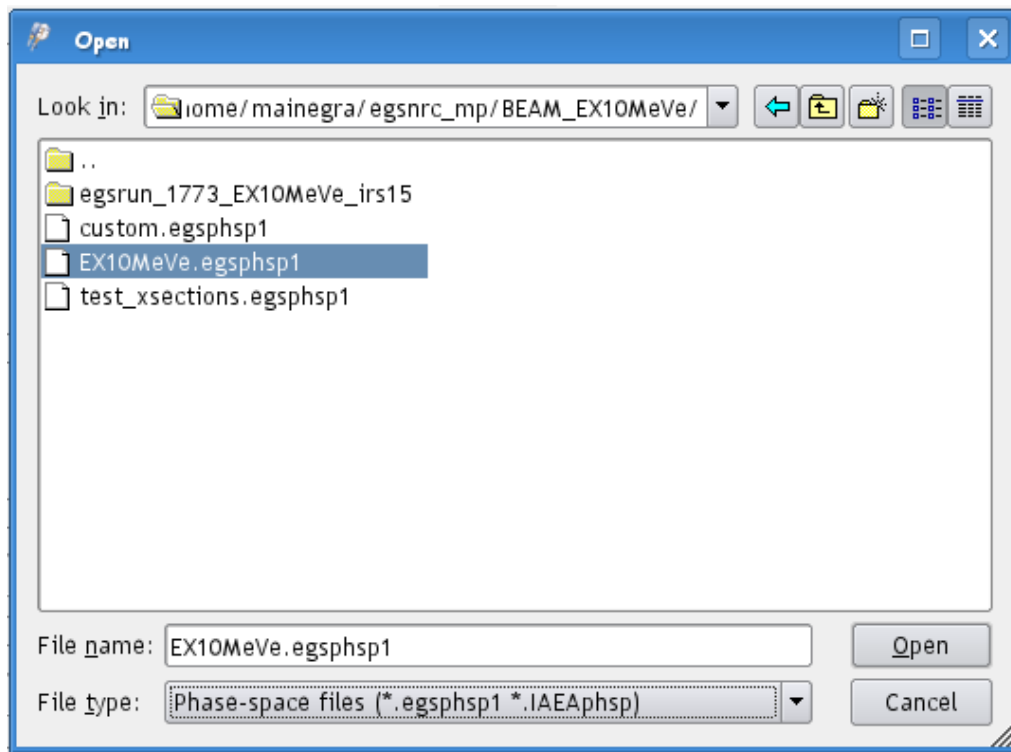 Open
Look in: ome/mainegra/egsnrc_mp/BEAM_EX10MeVe/
..
egsrun_1773_EX10MeVe_irs15
custom.egsphsp1
EX10MeVe.egsphsp1
test_xsections.egsphsp1
File name: EX10MeVe.egsphsp1 Open
File type: Phase-space files (*.egsphsp1 *.IAEAphsp) Cancel